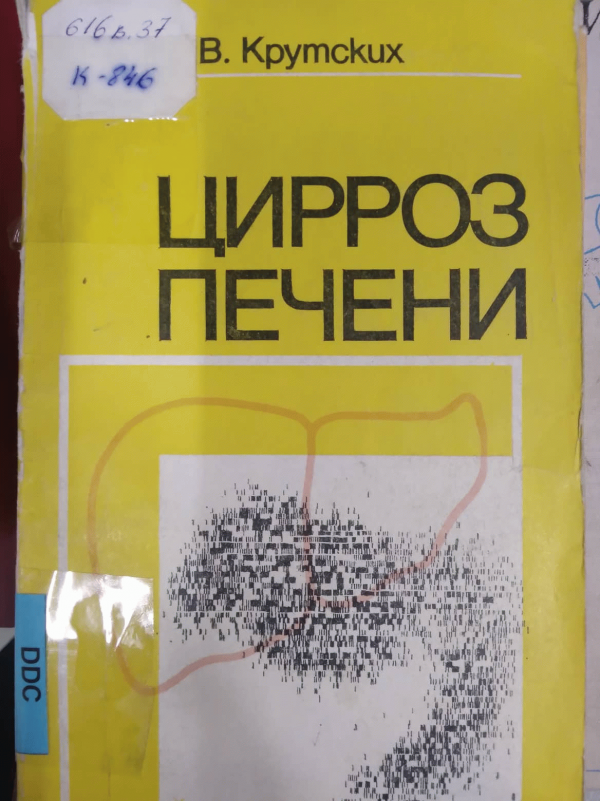 616в.37
К-846
В. Крутских
ЦИРРОЗ
ПЕЧЕНИ
DDC